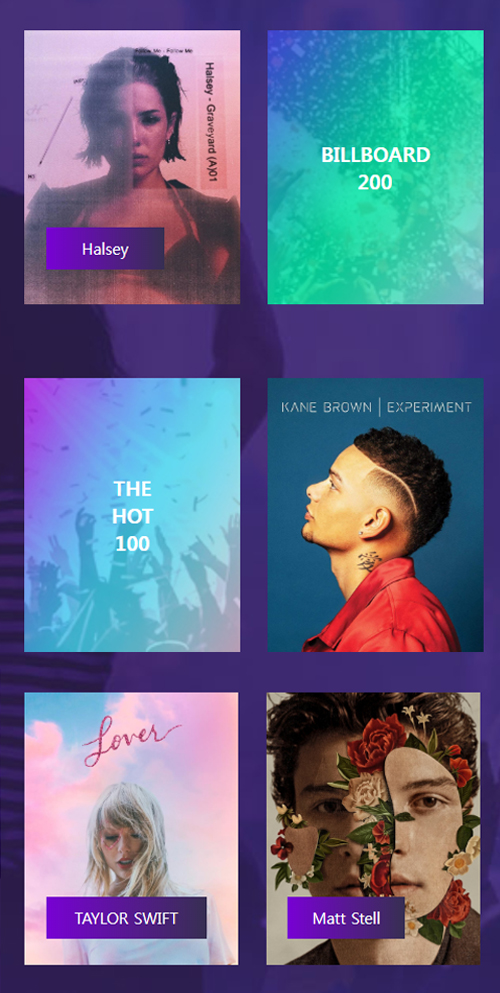 Follow Me - Follow Me
Halsey - Graveyard (A)01
Halsey
BILLBOARD
200
THE
HOT
100
KANE BROWN | EXPERIMENT
Lover
TAYLOR SWIFT
Matt Stell